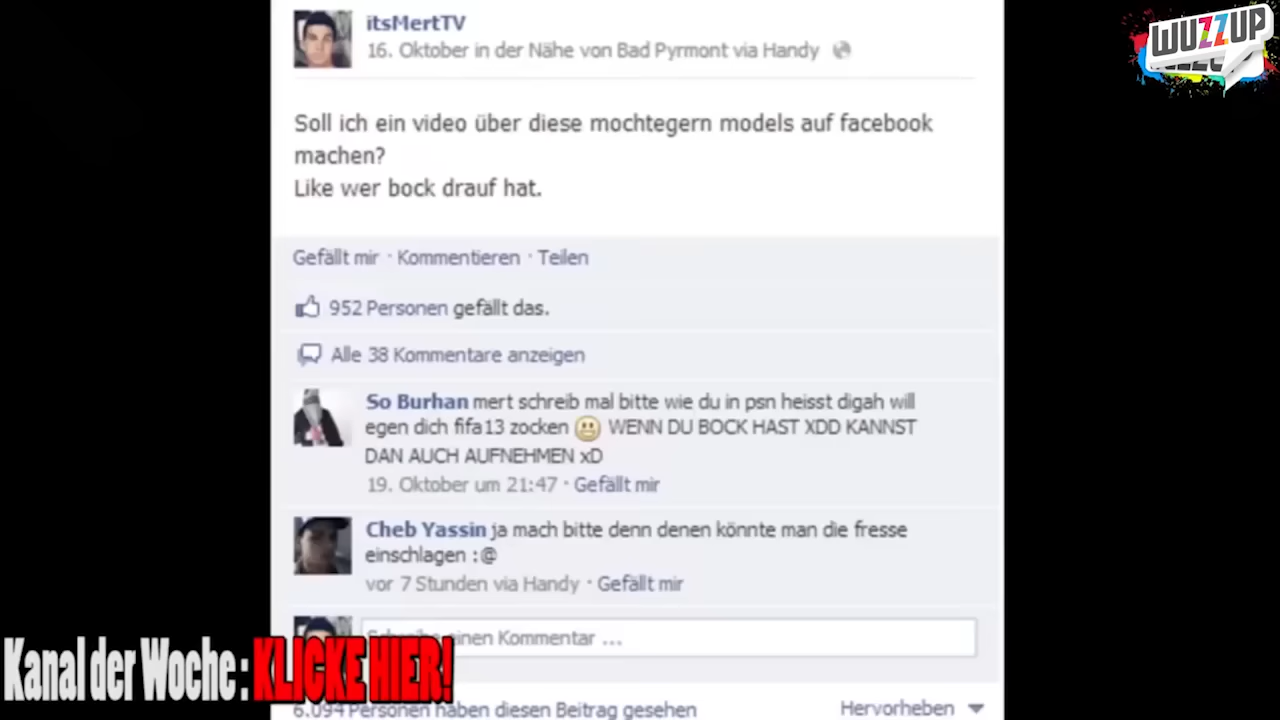 itsMertTV
16. Oktober in der Nähe von Bad Pyrmont via Handy
WUZZUP
Soll ich ein video über diese mochtegern models auf facebook
machen?
Like wer bock drauf hat.
Gefällt mir · Kommentieren · Teilen
952 Personen gefällt das.
Alle 38 Kommentare anzeigen
So Burhan mert schreib mal bitte wie du in psn heisst digah will
egen dich fifa13 zocken WENN DU BOCK HAST XDD KANNST
DAN AUCH AUFNEHMEN xD
19. Oktober um 21:47 · Gefällt mir
Cheb Yassin ja mach bitte denn denen könnte man die fresse
einschlagen :@
vor 7 Stunden via Handy · Gefällt mir
Schreibe einen Kommentar ...
Kanal der Woche: KLICKE HIER!
6.094 Personen haben diesen Beitrag gesehen
Hervorheben